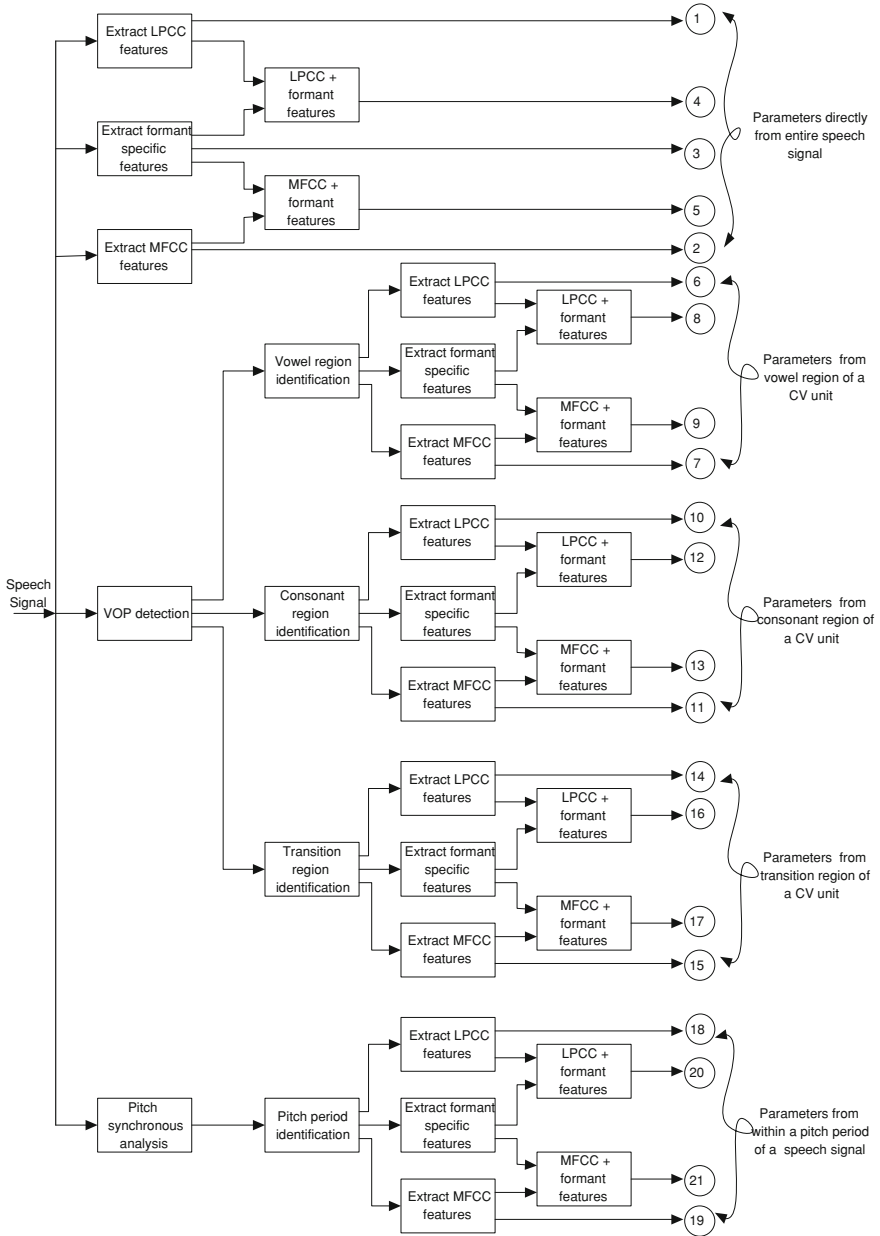 Extract LPCC
features
1
LPCC +
formant
features
4
Parameters directly
from entire speech
signal
Extract formant
specific
features
3
MFCC +
formant
features
5
Extract MFCC
features
2
Extract LPCC
features
6
LPCC +
formant
features
8
Vowel region
identification
Extract formant
specific
features
Parameters from
vowel region of a
CV unit
MFCC +
formant
features
9
Extract MFCC
features
7
Extract LPCC
features
10
LPCC +
formant
features
12
Speech
Signal
VOP detection
Consonant
region
identification
Extract formant
specific
features
Parameters from
consonant region of
a CV unit
MFCC +
formant
features
13
Extract MFCC
features
11
Extract LPCC
features
14
LPCC +
formant
features
16
Transition
region
identification
Extract formant
specific
features
Parameters from
transition region of
a CV unit
MFCC +
formant
features
17
Extract MFCC
features
15
Extract LPCC
features
18
LPCC +
formant
features
20
Pitch
synchronous
analysis
Pitch period
identification
Extract formant
specific
features
Parameters from
within a pitch period
of a speech signal
MFCC +
formant
features
21
Extract MFCC
features
19